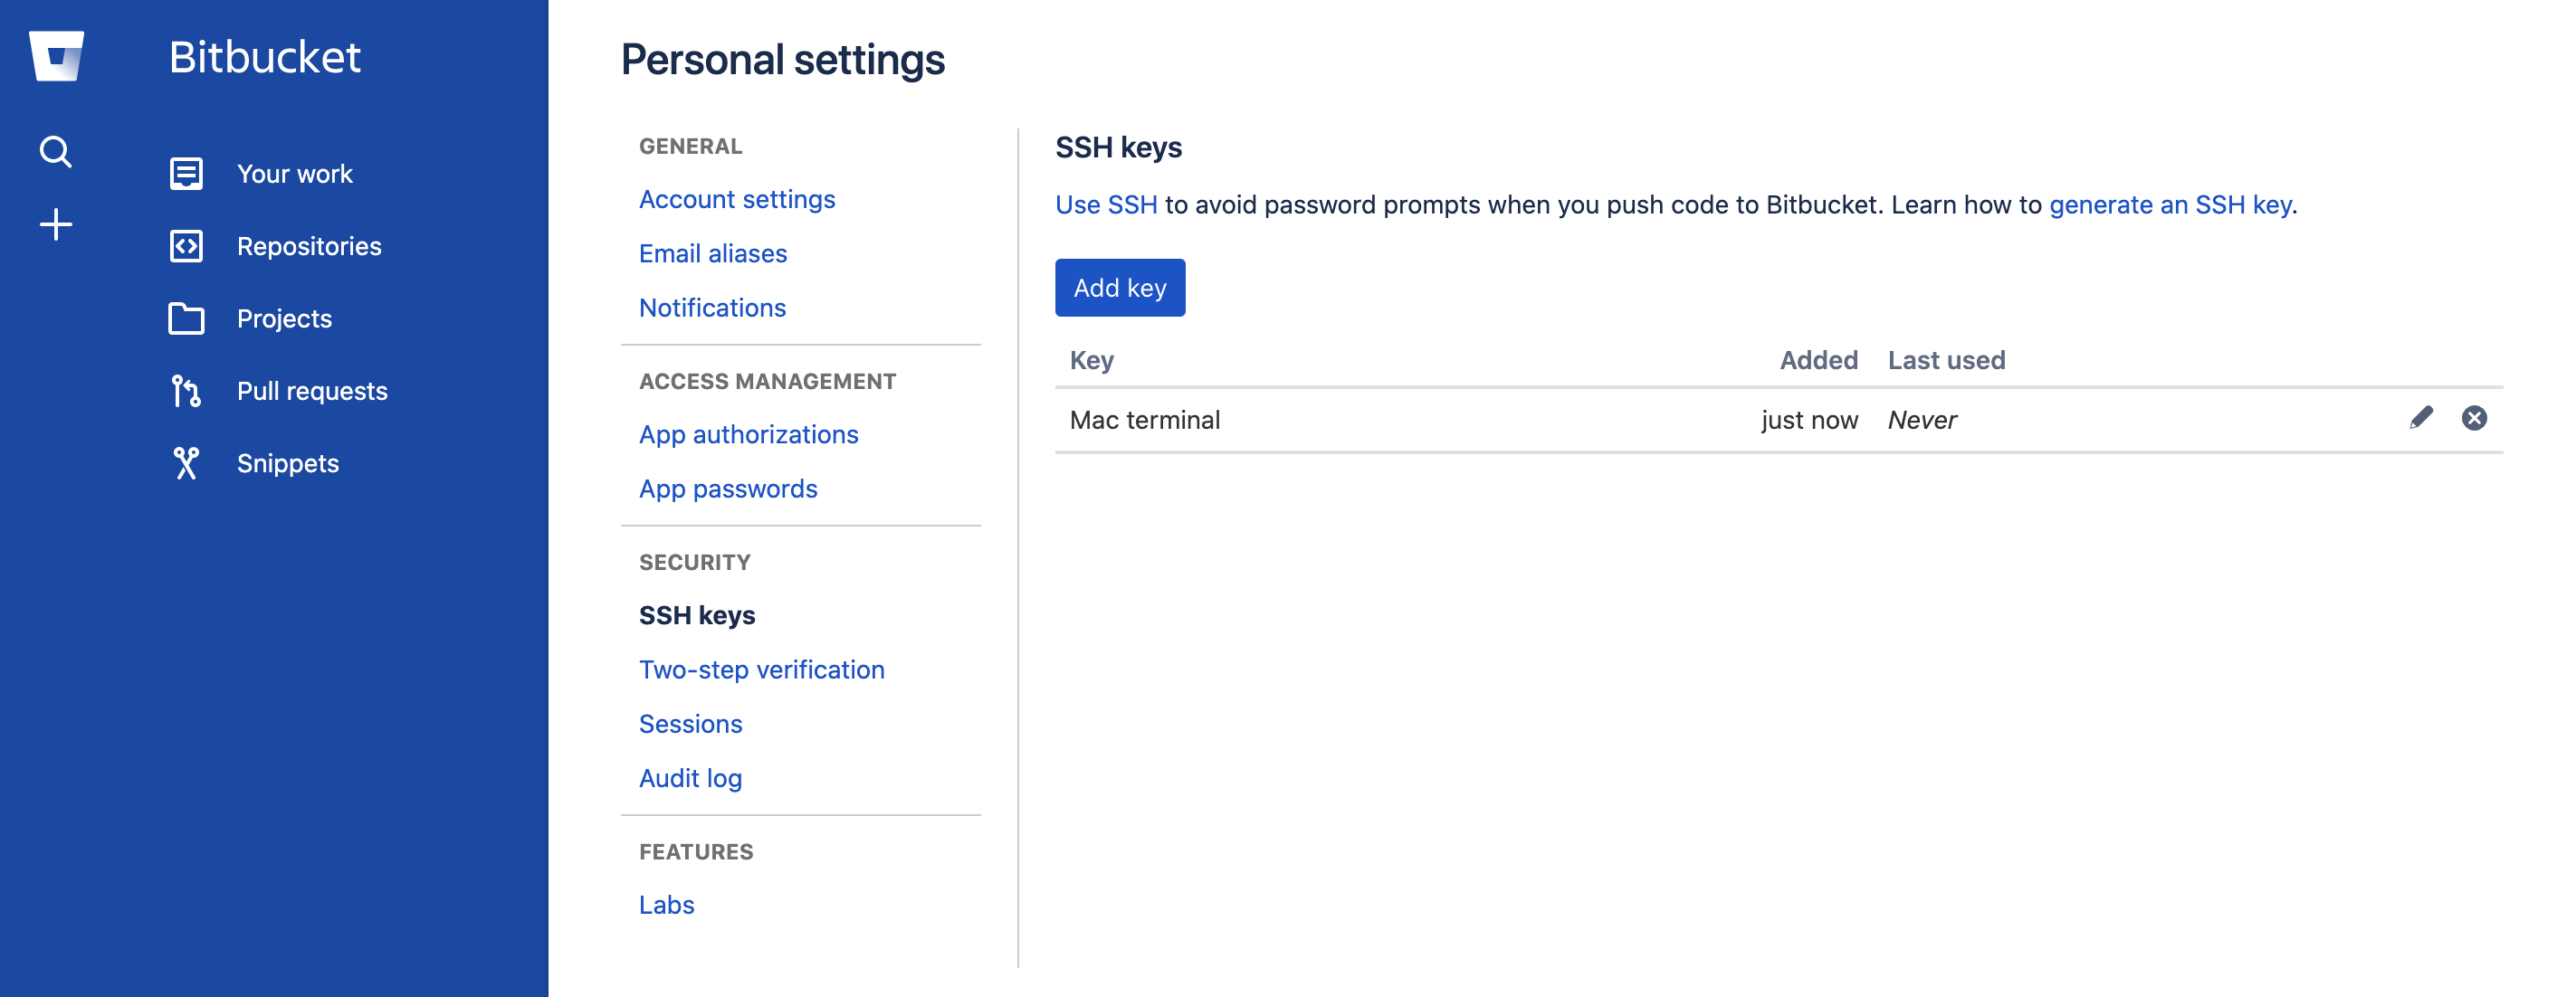 Bitbucket
Your work
Repositories
Projects
Pull requests
Snippets
Personal settings
GENERAL
Account settings
Email aliases
Notifications
ACCESS MANAGEMENT
App authorizations
App passwords
SECURITY
SSH keys
Two-step verification
Sessions
Audit log
FEATURES
Labs
SSH keys
Use SSH to avoid password prompts when you push code to Bitbucket. Learn how to generate an SSH key.
Add key
Key Added Last used
Mac terminal just now Never